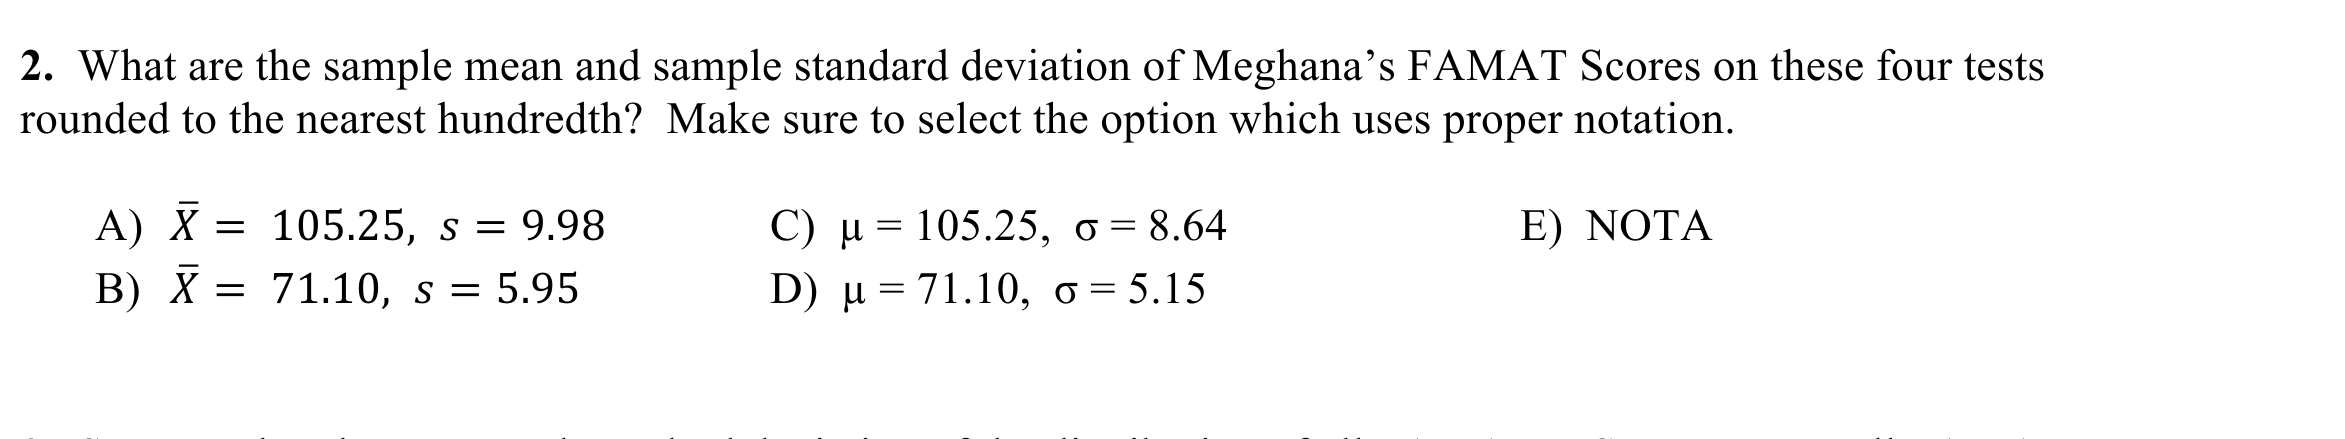 2. What are the sample mean and sample standard deviation of Meghana’s FAMAT Scores on these four tests
rounded to the nearest hundredth? Make sure to select the option which uses proper notation.
A) X̅ = 105.25, s = 9.98 C) μ = 105.25, σ = 8.64 E) NOTA
B) X̅ = 71.10, s = 5.95 D) μ = 71.10, σ = 5.15